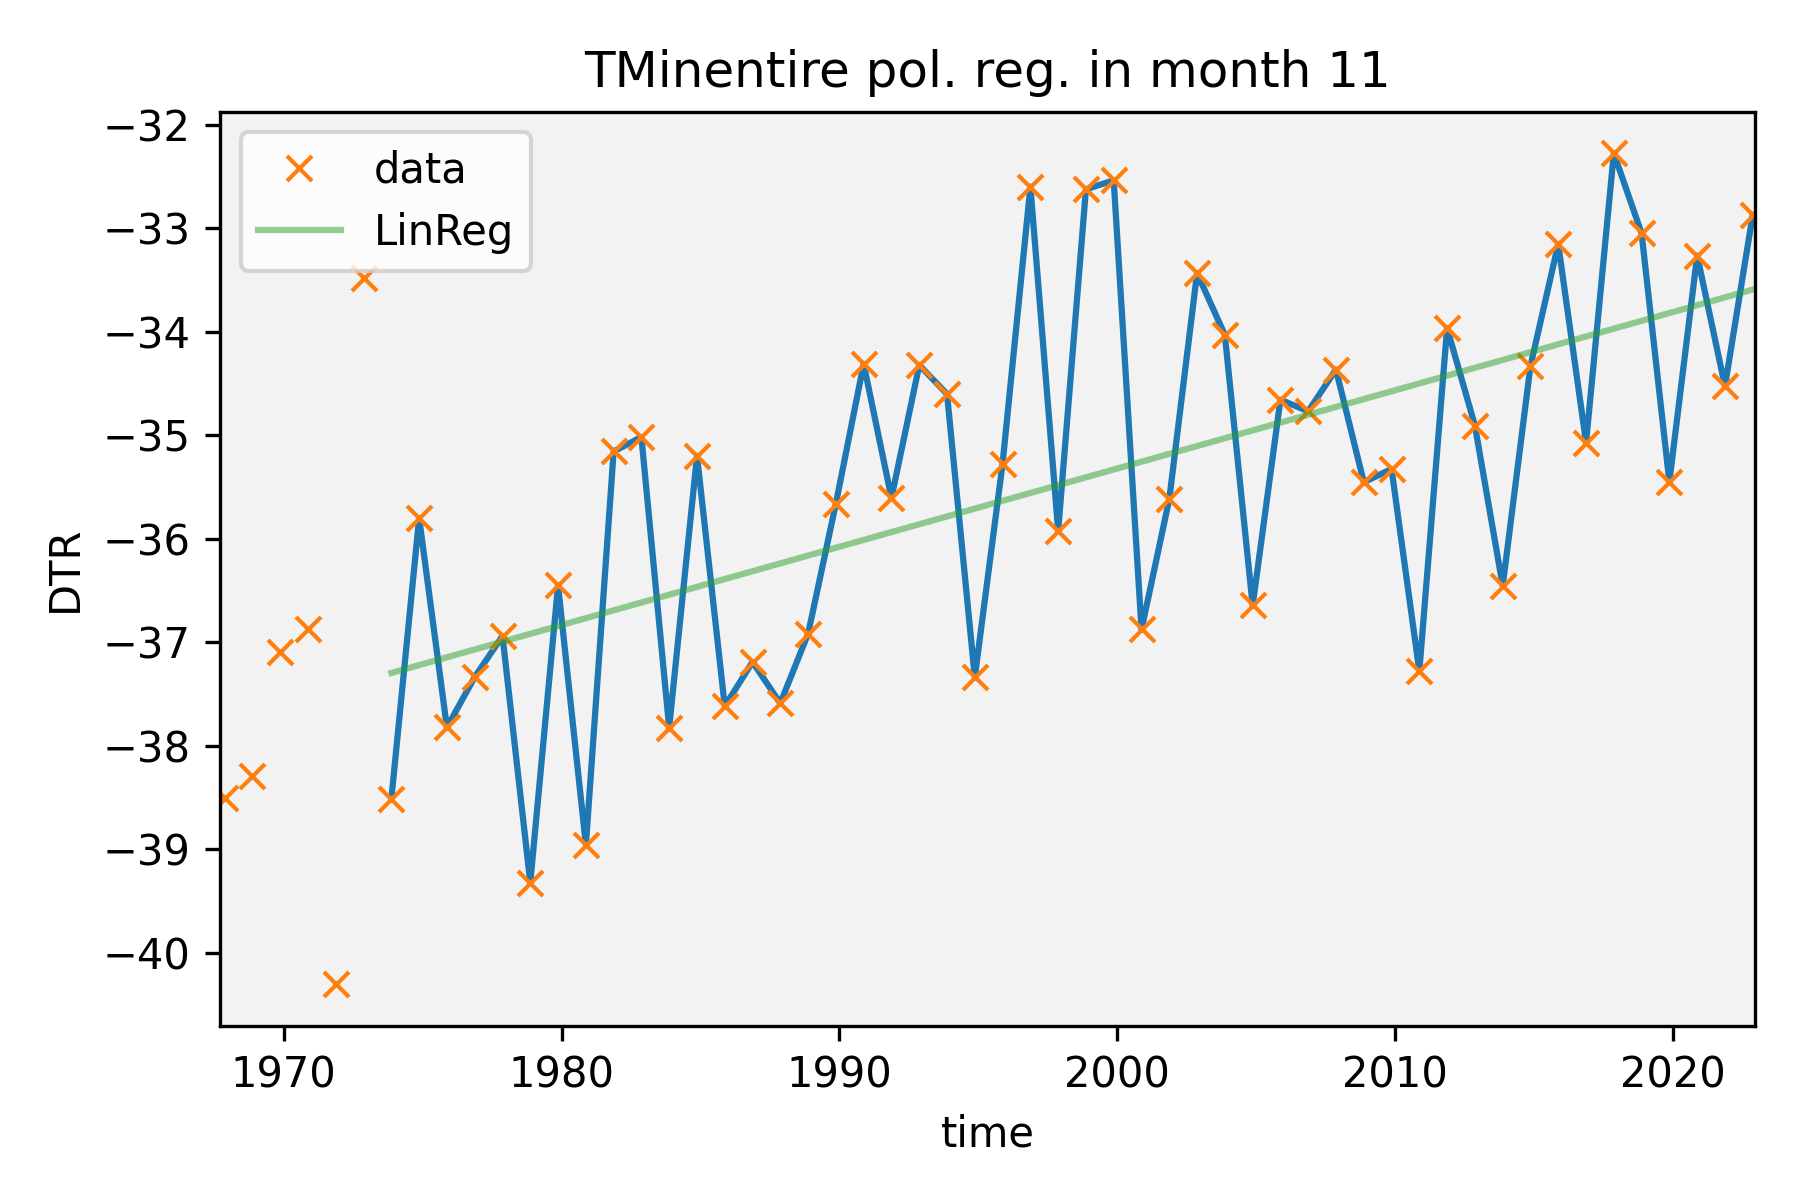 TMinentire pol. reg. in month 11
data
LinReg
−32
−33
−34
−35
−36
−37
−38
−39
−40
DTR
1970 1980 1990 2000 2010 2020
time